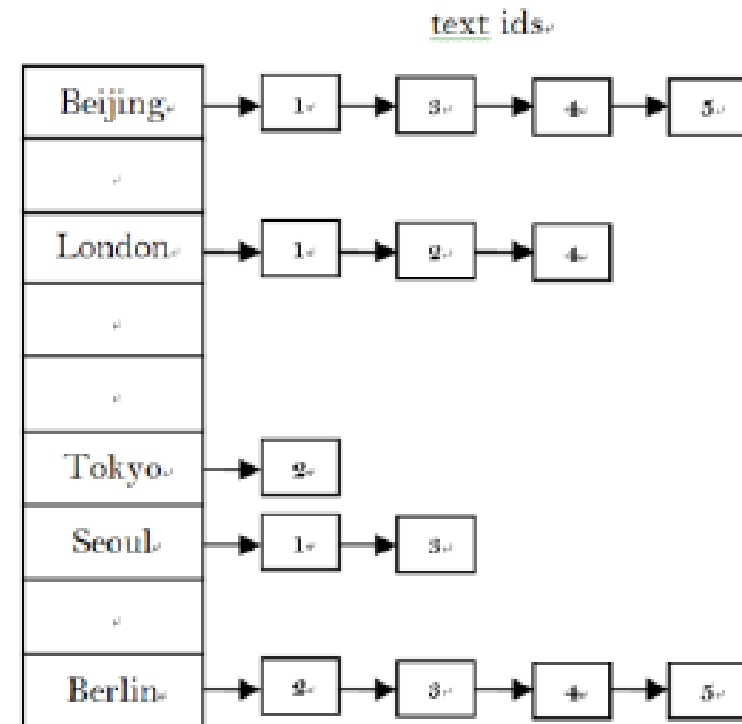 text ids
Beijing 1 3 4 5
London 1 2 4
Tokyo 2
Seoul 1 3
Berlin 2 3 4 5